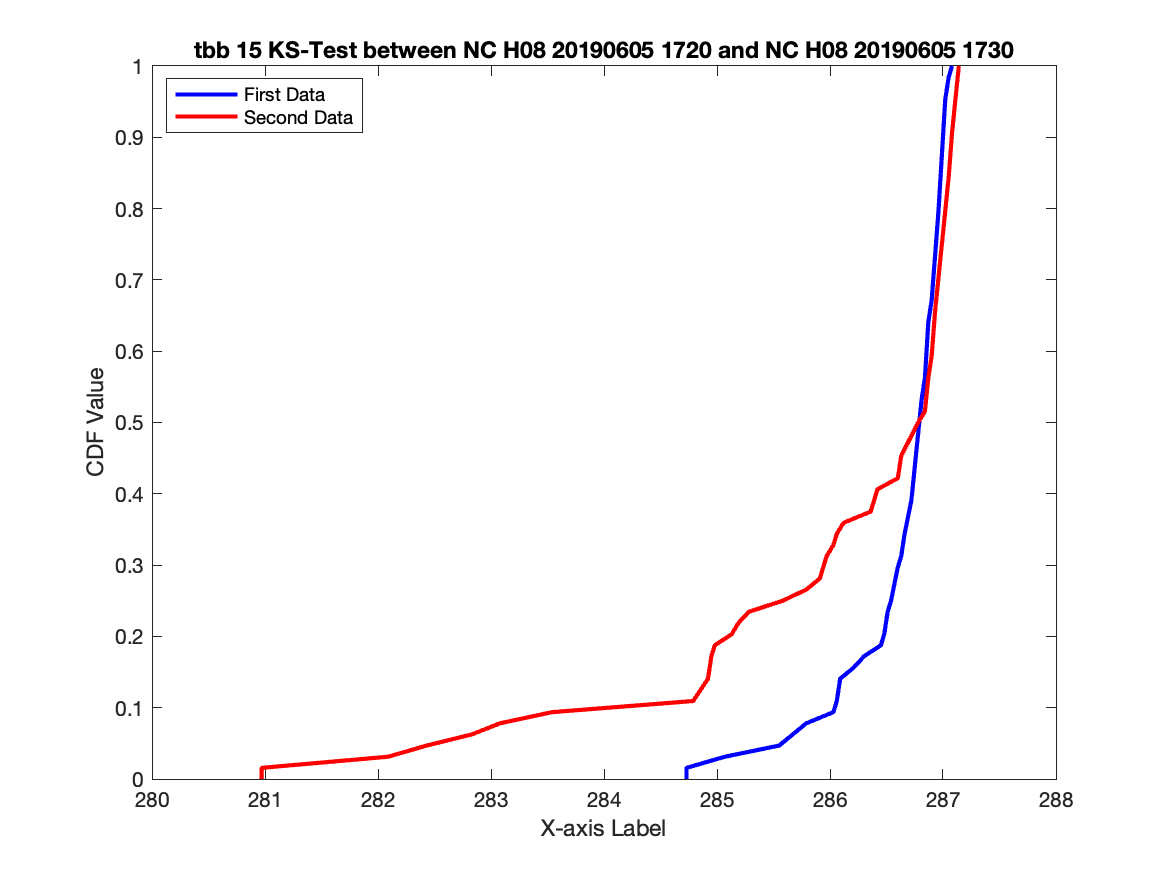 tbb 15 KS-Test between NC H08 20190605 1720 and NC H08 20190605 1730
First Data
Second Data
CDF Value
1
0.9
0.8
0.7
0.6
0.5
0.4
0.3
0.2
0.1
0
280 281 282 283 284 285 286 287 288
X-axis Label